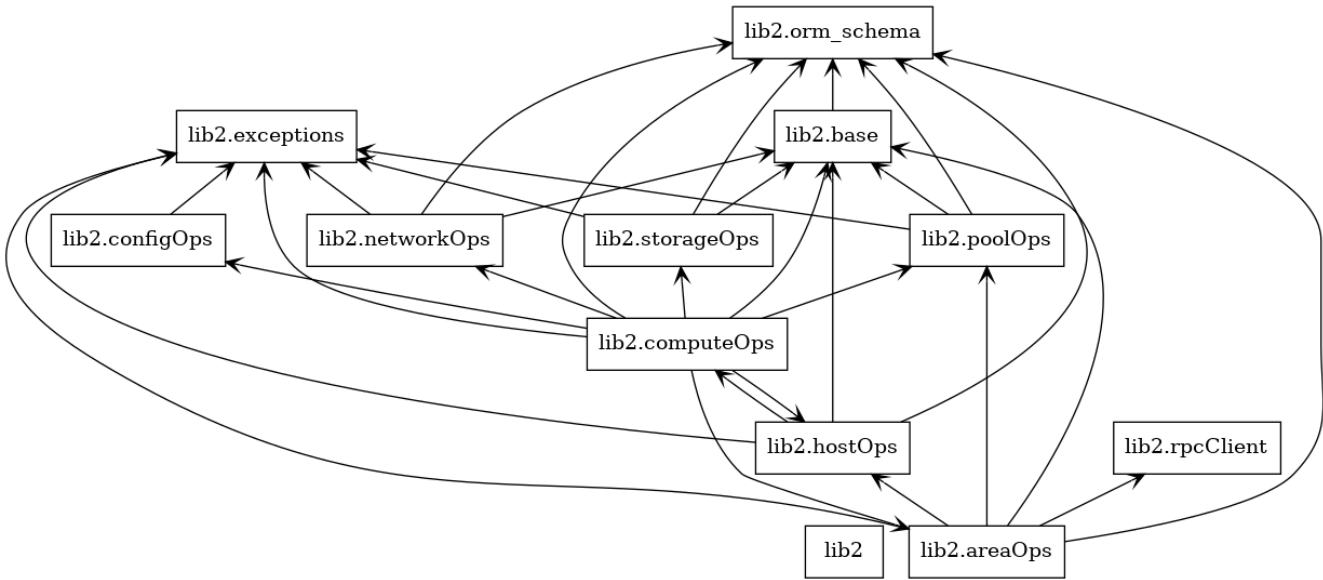 lib2.orm_schema
lib2.exceptions
lib2.base
lib2.configOps
lib2.networkOps
lib2.storageOps
lib2.poolOps
lib2.computeOps
lib2.hostOps
lib2.rpcClient
lib2
lib2.areaOps